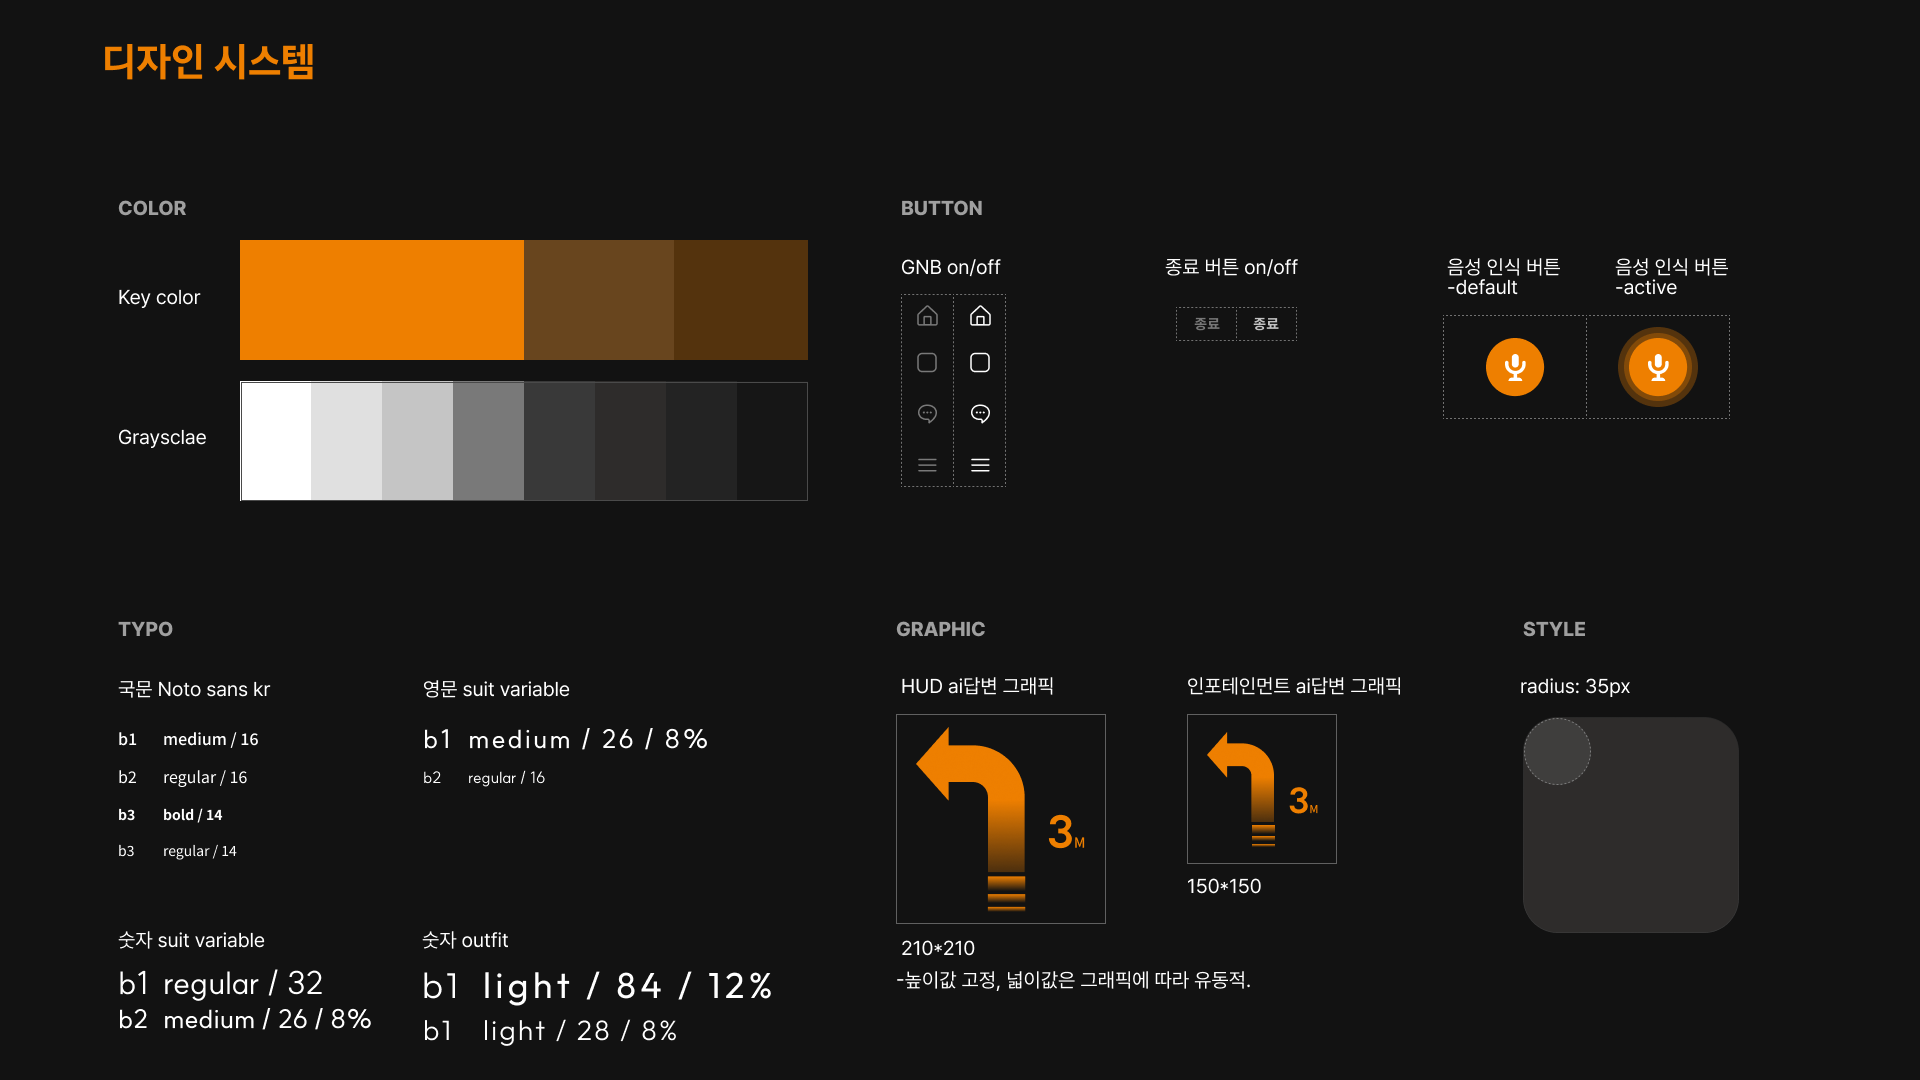 디자인 시스템
COLOR
Key color
Graysclae
BUTTON
GNB on/off
종료 버튼 on/off
종료
종료
음성 인식 버튼
-default
음성 인식 버튼
-active
TYPO
국문 Noto sans kr
b1 medium / 16
b2 regular / 16
b3 bold / 14
b3 regular / 14
영문 suit variable
b1 medium / 26 / 8%
b2 regular / 16
숫자 suit variable
b1 regular / 32
b2 medium / 26 / 8%
숫자 outfit
b1 light / 84 / 12%
b1 light / 28 / 8%
GRAPHIC
HUD ai답변 그래픽
3M
210*210
-높이값 고정, 넓이값은 그래픽에 따라 유동적.
인포테인먼트 ai답변 그래픽
3M
150*150
STYLE
radius: 35px